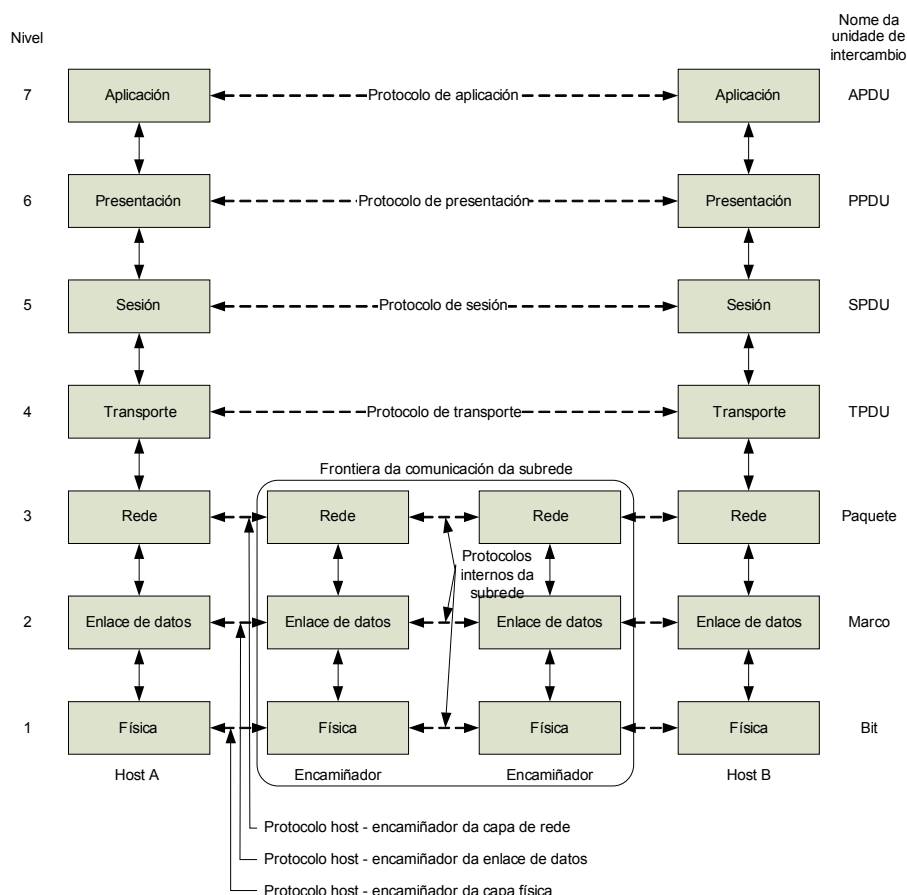 Nome da
unidade de
intercambio
Nivel
7
Aplicación
Protocolo de aplicación
Aplicación
APDU
6
Presentación
Protocolo de presentación
Presentación
PPDU
5
Sesión
Protocolo de sesión
Sesión
SPDU
4
Transporte
Protocolo de transporte
Transporte
TPDU
Frontiera da comunicación da subrede
3
Rede
Rede
Rede
Rede
Paquete
Protocolos
internos da
subrede
2
Enlace de datos
Enlace de datos
Enlace de datos
Enlace de datos
Marco
1
Física
Física
Física
Física
Bit
Host A
Encamiñador
Encamiñador
Host B
Protocolo host - encamiñador da capa de rede
Protocolo host - encamiñador da enlace de datos
Protocolo host - encamiñador da capa física